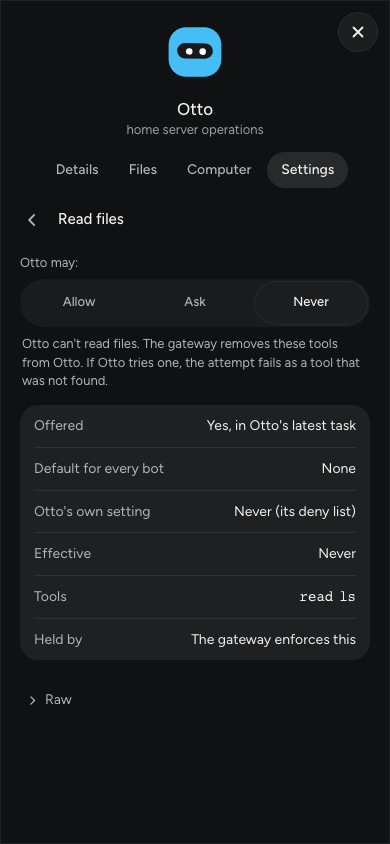 Otto
home server operations
Details Files Computer Settings
Read files
Otto may:
Allow Ask Never
Otto can't read files. The gateway removes these tools
from Otto. If Otto tries one, the attempt fails as a tool that
was not found.
Offered Yes, in Otto's latest task
Default for every bot None
Otto's own setting Never (its deny list)
Effective Never
Tools read ls
Held by The gateway enforces this
Raw